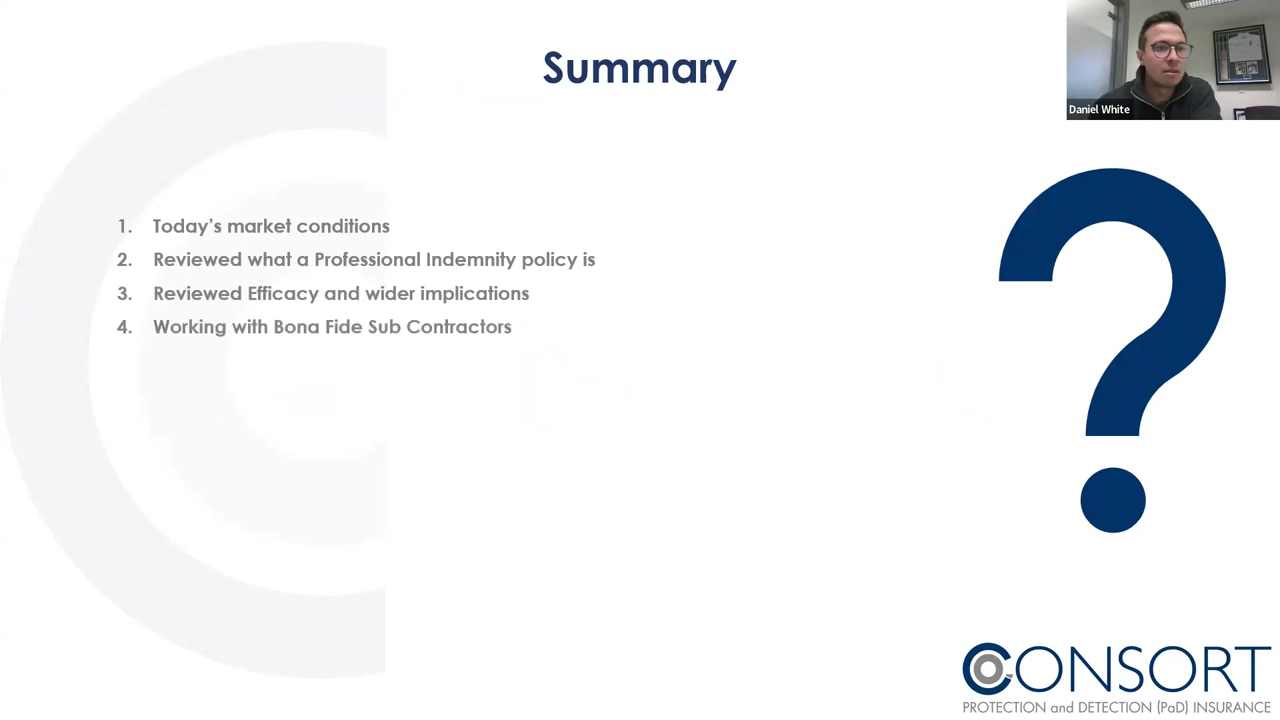 Summary
Daniel White
1. Today’s market conditions
2. Reviewed what a Professional Indemnity policy is
3. Reviewed Efficacy and wider implications
4. Working with Bona Fide Sub Contractors
?
CONSORT
PROTECTION and DETECTION (PaD) INSURANCE